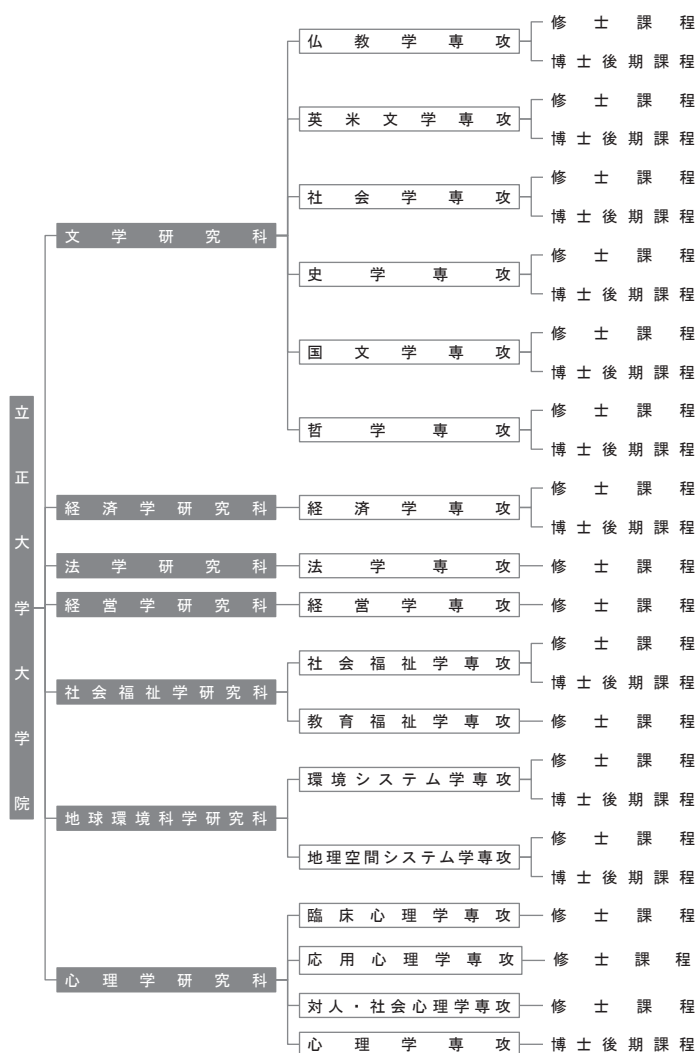 立正大学大学院
文学研究科
仏教学専攻
修士課程
博士後期課程
英米文学専攻
修士課程
博士後期課程
社会学専攻
修士課程
博士後期課程
史学専攻
修士課程
博士後期課程
国文学専攻
修士課程
博士後期課程
哲学専攻
修士課程
博士後期課程
経済学研究科
経済学専攻
修士課程
博士後期課程
法学研究科
法学専攻
修士課程
経営学研究科
経営学専攻
修士課程
社会福祉学研究科
社会福祉学専攻
修士課程
博士後期課程
教育福祉学専攻
修士課程
地球環境科学研究科
環境システム学専攻
修士課程
博士後期課程
地理空間システム学専攻
修士課程
博士後期課程
心理学研究科
臨床心理学専攻
修士課程
応用心理学専攻
修士課程
対人・社会心理学専攻
修士課程
心理学専攻
博士後期課程